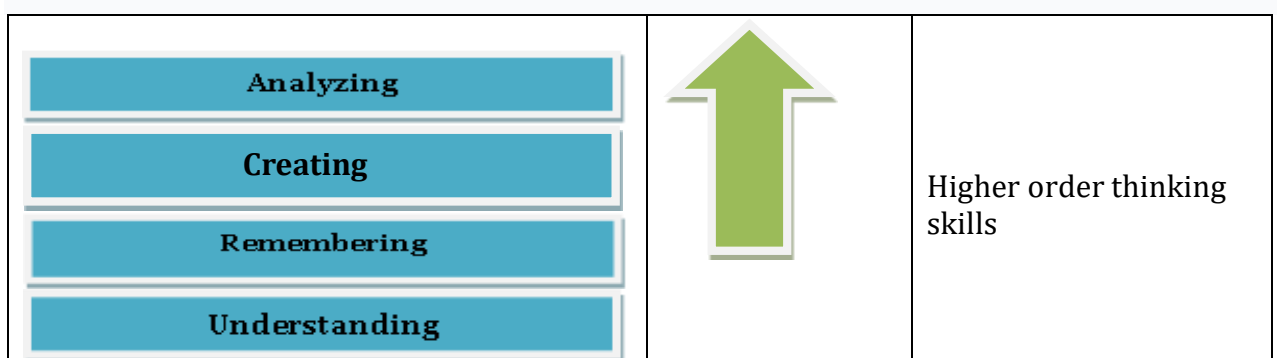 Analyzing
Creating
Remembering
Understanding
Higher order thinking
skills